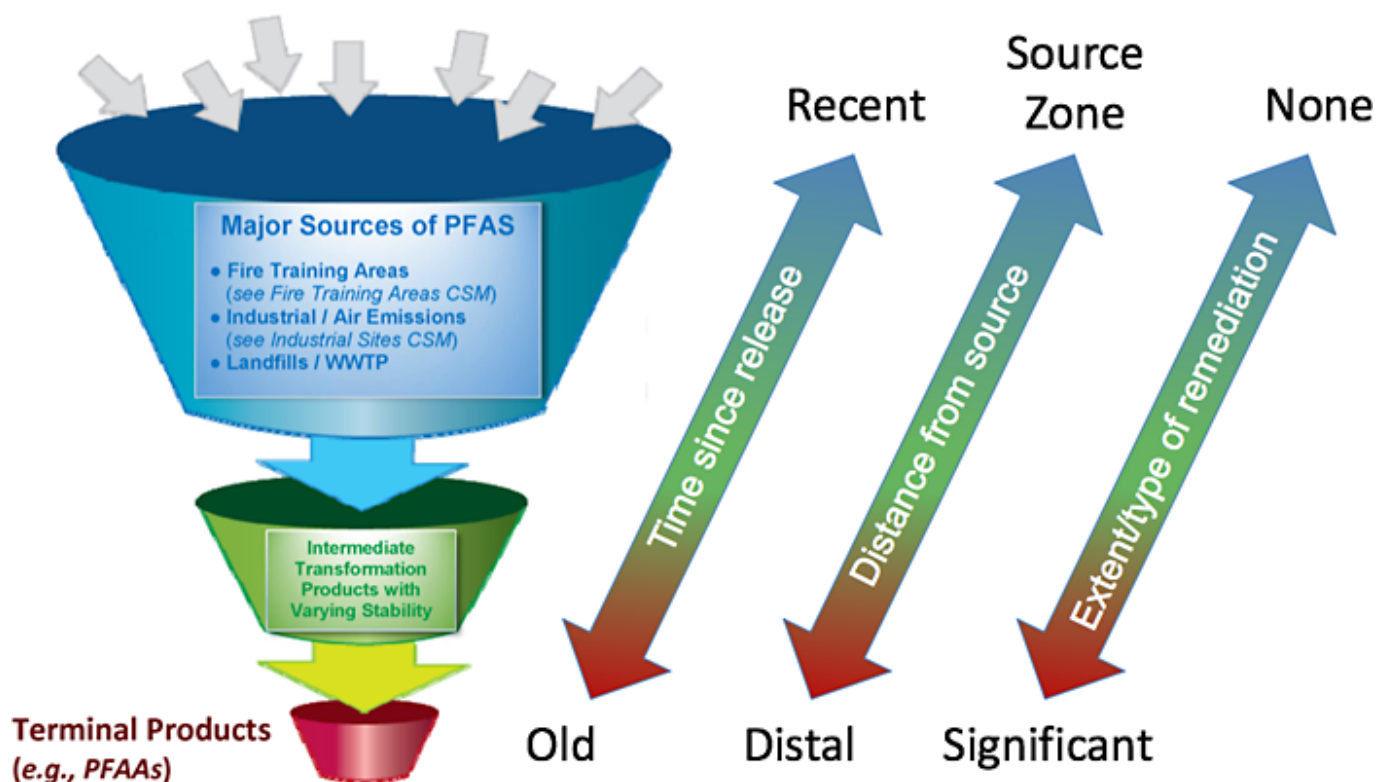 Major Sources of PFAS
● Fire Training Areas
(see Fire Training Areas CSM)
● Industrial / Air Emissions
(see Industrial Sites CSM)
● Landfills / WWTP
Intermediate
Transformation
Products with
Varying Stability
Terminal Products
(e.g., PFAAs)
Recent
Time since release
Old
Source
Zone
Distance from source
Distal
None
Extent/type of remediation
Significant